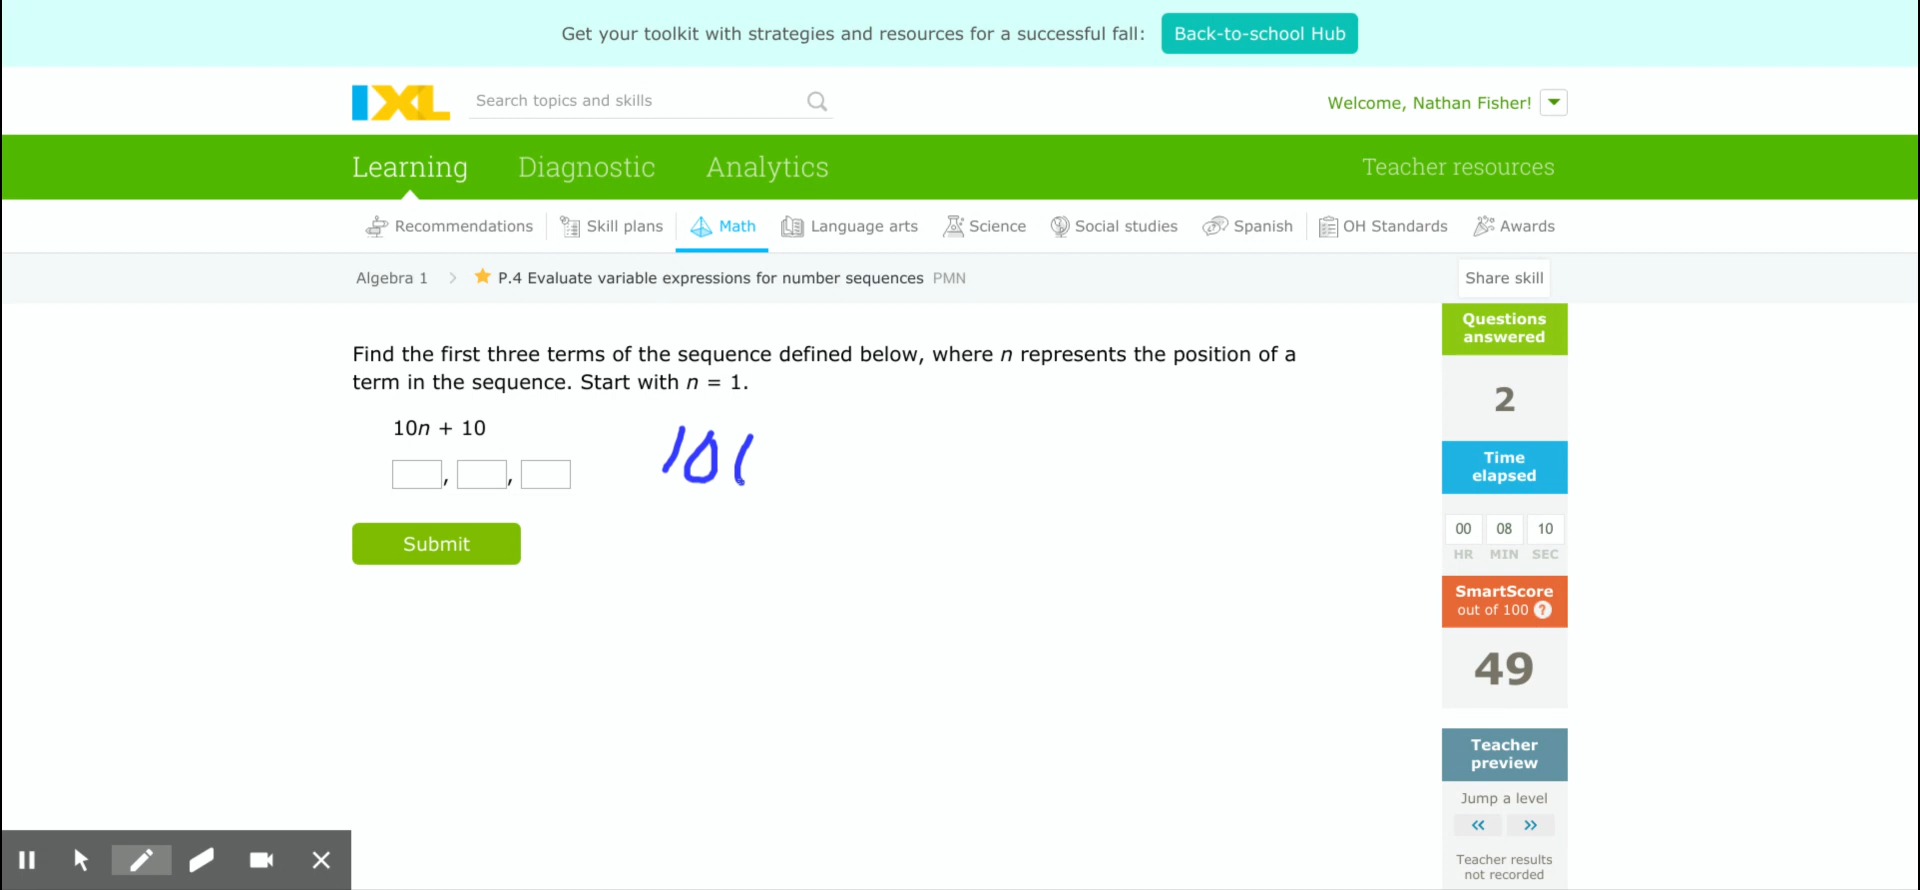 Get your toolkit with strategies and resources for a successful fall: Back-to-school Hub
IXL Search topics and skills Welcome, Nathan Fisher!
Learning Diagnostic Analytics Teacher resources
Recommendations Skill plans Math Language arts Science Social studies Spanish OH Standards Awards
Algebra 1 > P.4 Evaluate variable expressions for number sequences PMN Share skill
Find the first three terms of the sequence defined below, where n represents the position of a
term in the sequence. Start with n = 1.
10n + 10
, ,
10(
Submit
Questions
answered
2
Time
elapsed
00 08 10
HR MIN SEC
SmartScore
out of 100 ?
49
Teacher
preview
Jump a level
« »
Teacher results
not recorded